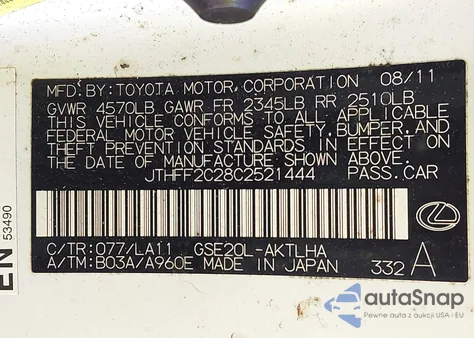 MFD. BY: TOYOTA MOTOR CORPORATION 08/11
GVWR 4570LB GAWR FR 2345LB RR 2510LB
THIS VEHICLE CONFORMS TO ALL APPLICABLE
FEDERAL MOTOR VEHICLE SAFETY, BUMPER, AND
THEFT PREVENTION STANDARDS IN EFFECT ON
THE DATE OF MANUFACTURE SHOWN ABOVE.
JTHFF2C28C2521444 PASS.CAR
C/TR: 077/LA11 GSE20L-AKTLHA
A/TM: B03A/A960E MADE IN JAPAN 332 A
EN
53490
autoSnap
Pewne auta z aukcji USA i EU